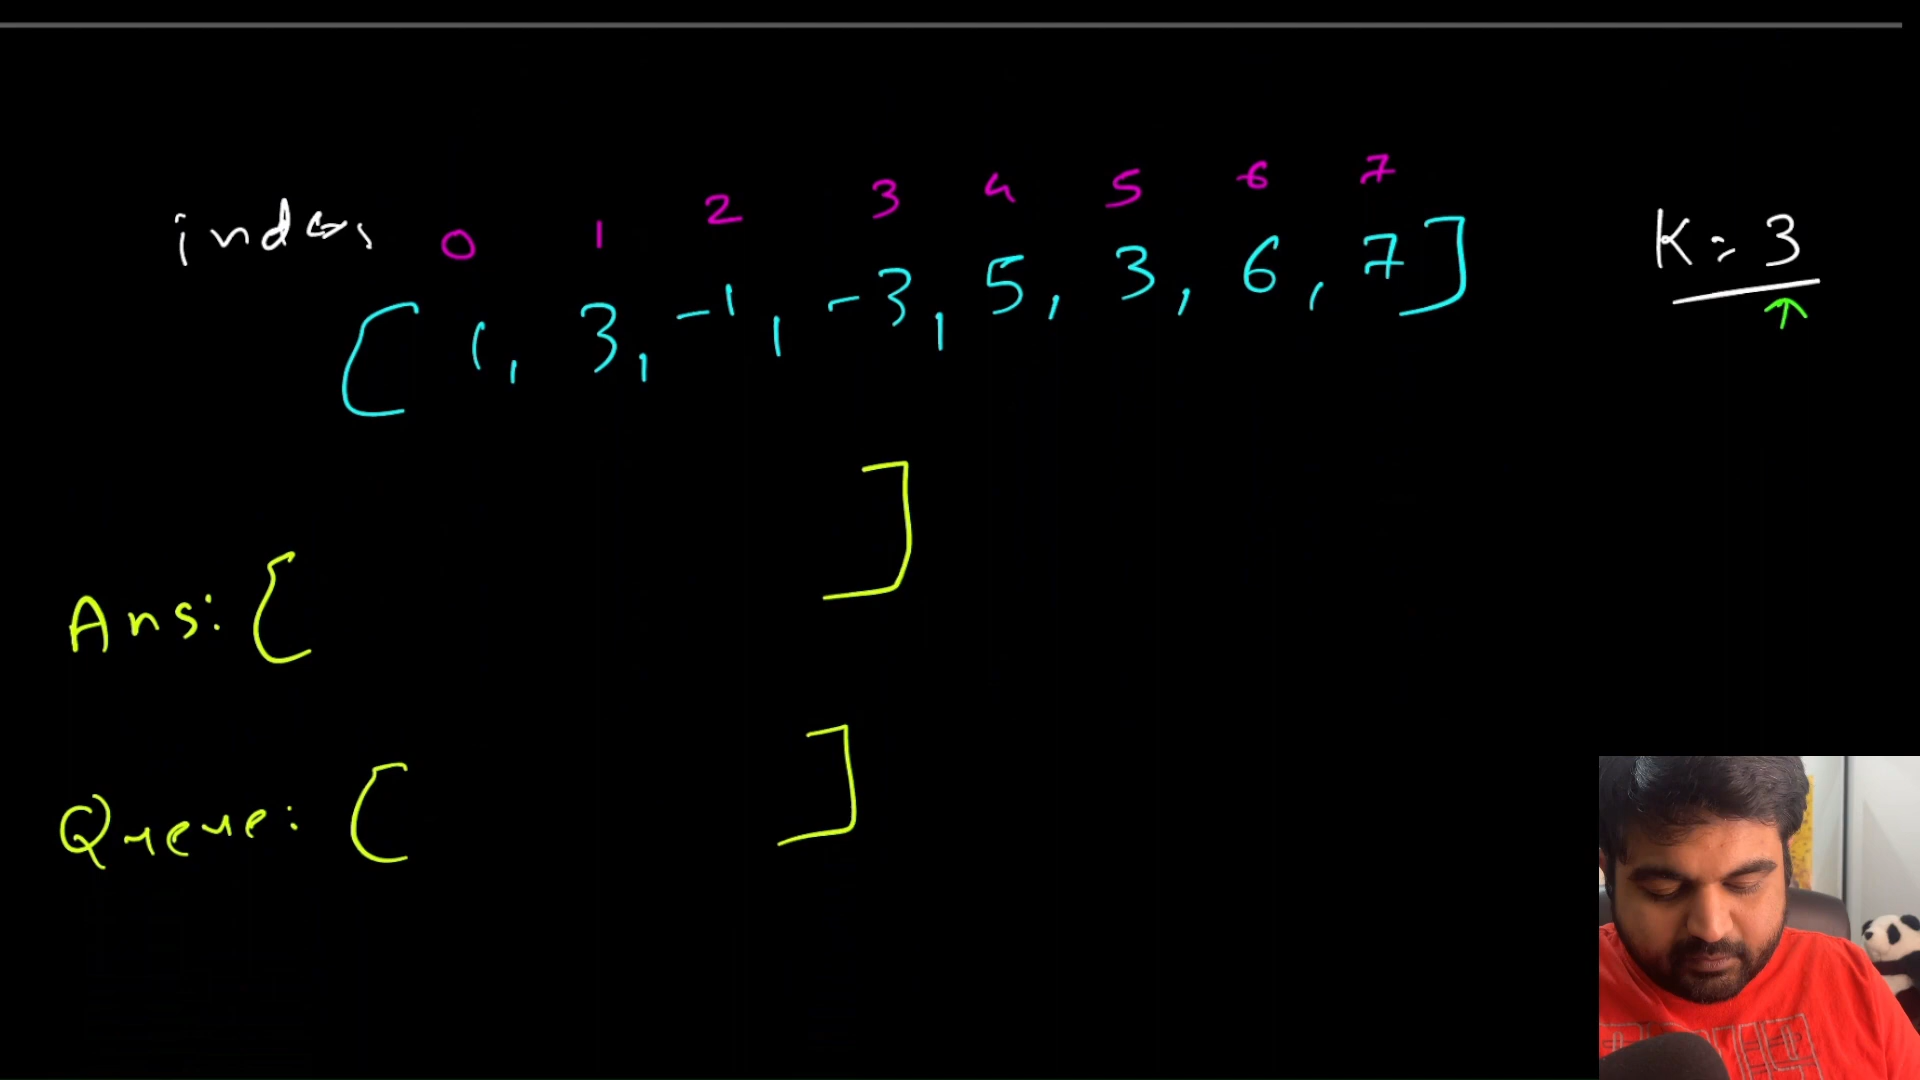 index 0 1 2 3 4 5 6 7
[ 1, 3, -1, -3, 5, 3, 6, 7 ]
K = 3
Ans: [ ]
Queue: [ ]